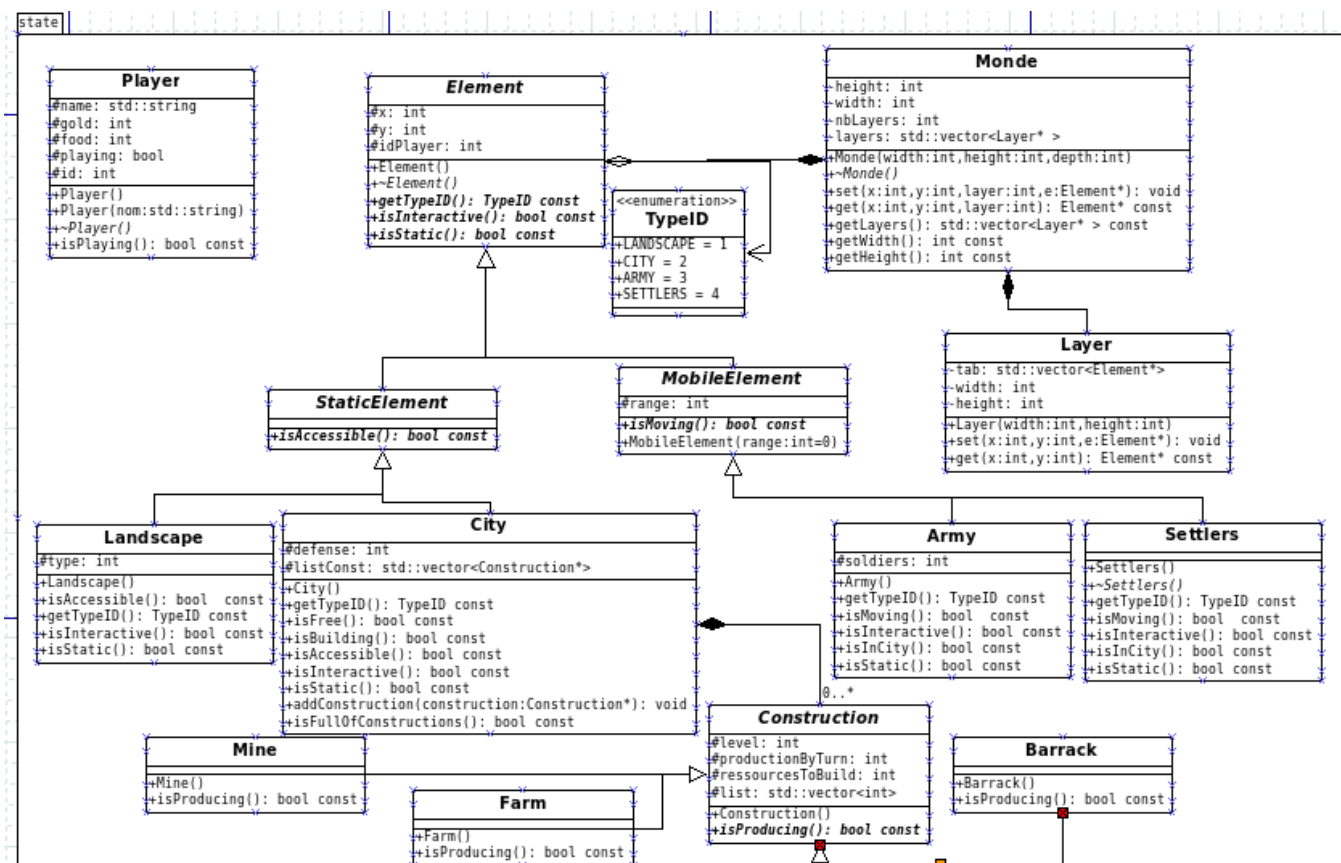 state
Player
#name: std::string
#gold: int
#food: int
#playing: bool
#id: int
+Player()
+Player(nom:std::string)
+~Player()
+isPlaying(): bool const
Element
#x: int
#y: int
#idPlayer: int
+Element()
+~Element()
+getTypeID(): TypeID const
+isInteractive(): bool const
+isStatic(): bool const
<<enumeration>>
TypeID
+LANDSCAPE = 1
+CITY = 2
+ARMY = 3
+SETTLERS = 4
Monde
-height: int
-width: int
-nbLayers: int
-layers: std::vector<Layer* >
+Monde(width:int,height:int,depth:int)
+~Monde()
+set(x:int,y:int,layer:int,e:Element*): void
+get(x:int,y:int,layer:int): Element* const
+getLayers(): std::vector<Layer* > const
+getWidth(): int const
+getHeight(): int const
Layer
-tab: std::vector<Element*>
-width: int
-height: int
+Layer(width:int,height:int)
+set(x:int,y:int,e:Element*): void
+get(x:int,y:int): Element* const
StaticElement
+isAccessible(): bool const
MobileElement
#range: int
+isMoving(): bool const
+MobileElement(range:int=0)
Landscape
#type: int
+Landscape()
+isAccessible(): bool  const
+getTypeID(): TypeID const
+isInteractive(): bool const
+isStatic(): bool const
City
#defense: int
#listConst: std::vector<Construction*>
+City()
+getTypeID(): TypeID const
+isFree(): bool const
+isBuilding(): bool const
+isAccessible(): bool const
+isInteractive(): bool const
+isStatic(): bool const
+addConstruction(construction:Construction*): void
+isFullOfConstructions(): bool const
Army
#soldiers: int
+Army()
+getTypeID(): TypeID const
+isMoving(): bool const
+isInteractive(): bool const
+isInCity(): bool const
+isStatic(): bool const
Settlers
+Settlers()
+~Settlers()
+getTypeID(): TypeID const
+isMoving(): bool  const
+isInteractive(): bool const
+isInCity(): bool const
+isStatic(): bool const
0..*
Construction
#level: int
#productionByTurn: int
#ressourcesToBuild: int
#list: std::vector<int>
+Construction()
+isProducing(): bool const
Mine
+Mine()
+isProducing(): bool const
Farm
+Farm()
+isProducing(): bool const
Barrack
+Barrack()
+isProducing(): bool const